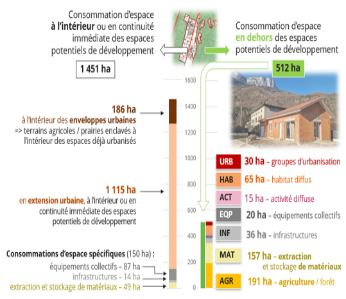 Consommation d'espace
à l'intérieur ou en continuité
immédiate des espaces
potentiels de développement
1 451 ha
Consommation d'espace
en dehors des espaces
potentiels de développement
512 ha
1600
1400
1200
1000
800
600
400
200
0
186 ha
à l'intérieur des enveloppes urbaines
=> terrains agricoles / prairies enclavés à
l'intérieur des espaces déjà urbanisés
1 115 ha
en extension urbaine, à l'intérieur ou en
continuité immédiate des espaces
potentiels de développement
Consommations d'espace spécifiques (150 ha) :
équipements collectifs – 87 ha
infrastructures – 14 ha
extraction et stockage de matériaux – 49 ha
URB 30 ha – groupes d'urbanisation
HAB 65 ha – habitat diffus
ACT 15 ha – activité diffuse
EQP 20 ha – équipements collectifs
INF 36 ha – infrastructures
MAT 157 ha – extraction
et stockage de matériaux
AGR 191 ha – agriculture / forêt